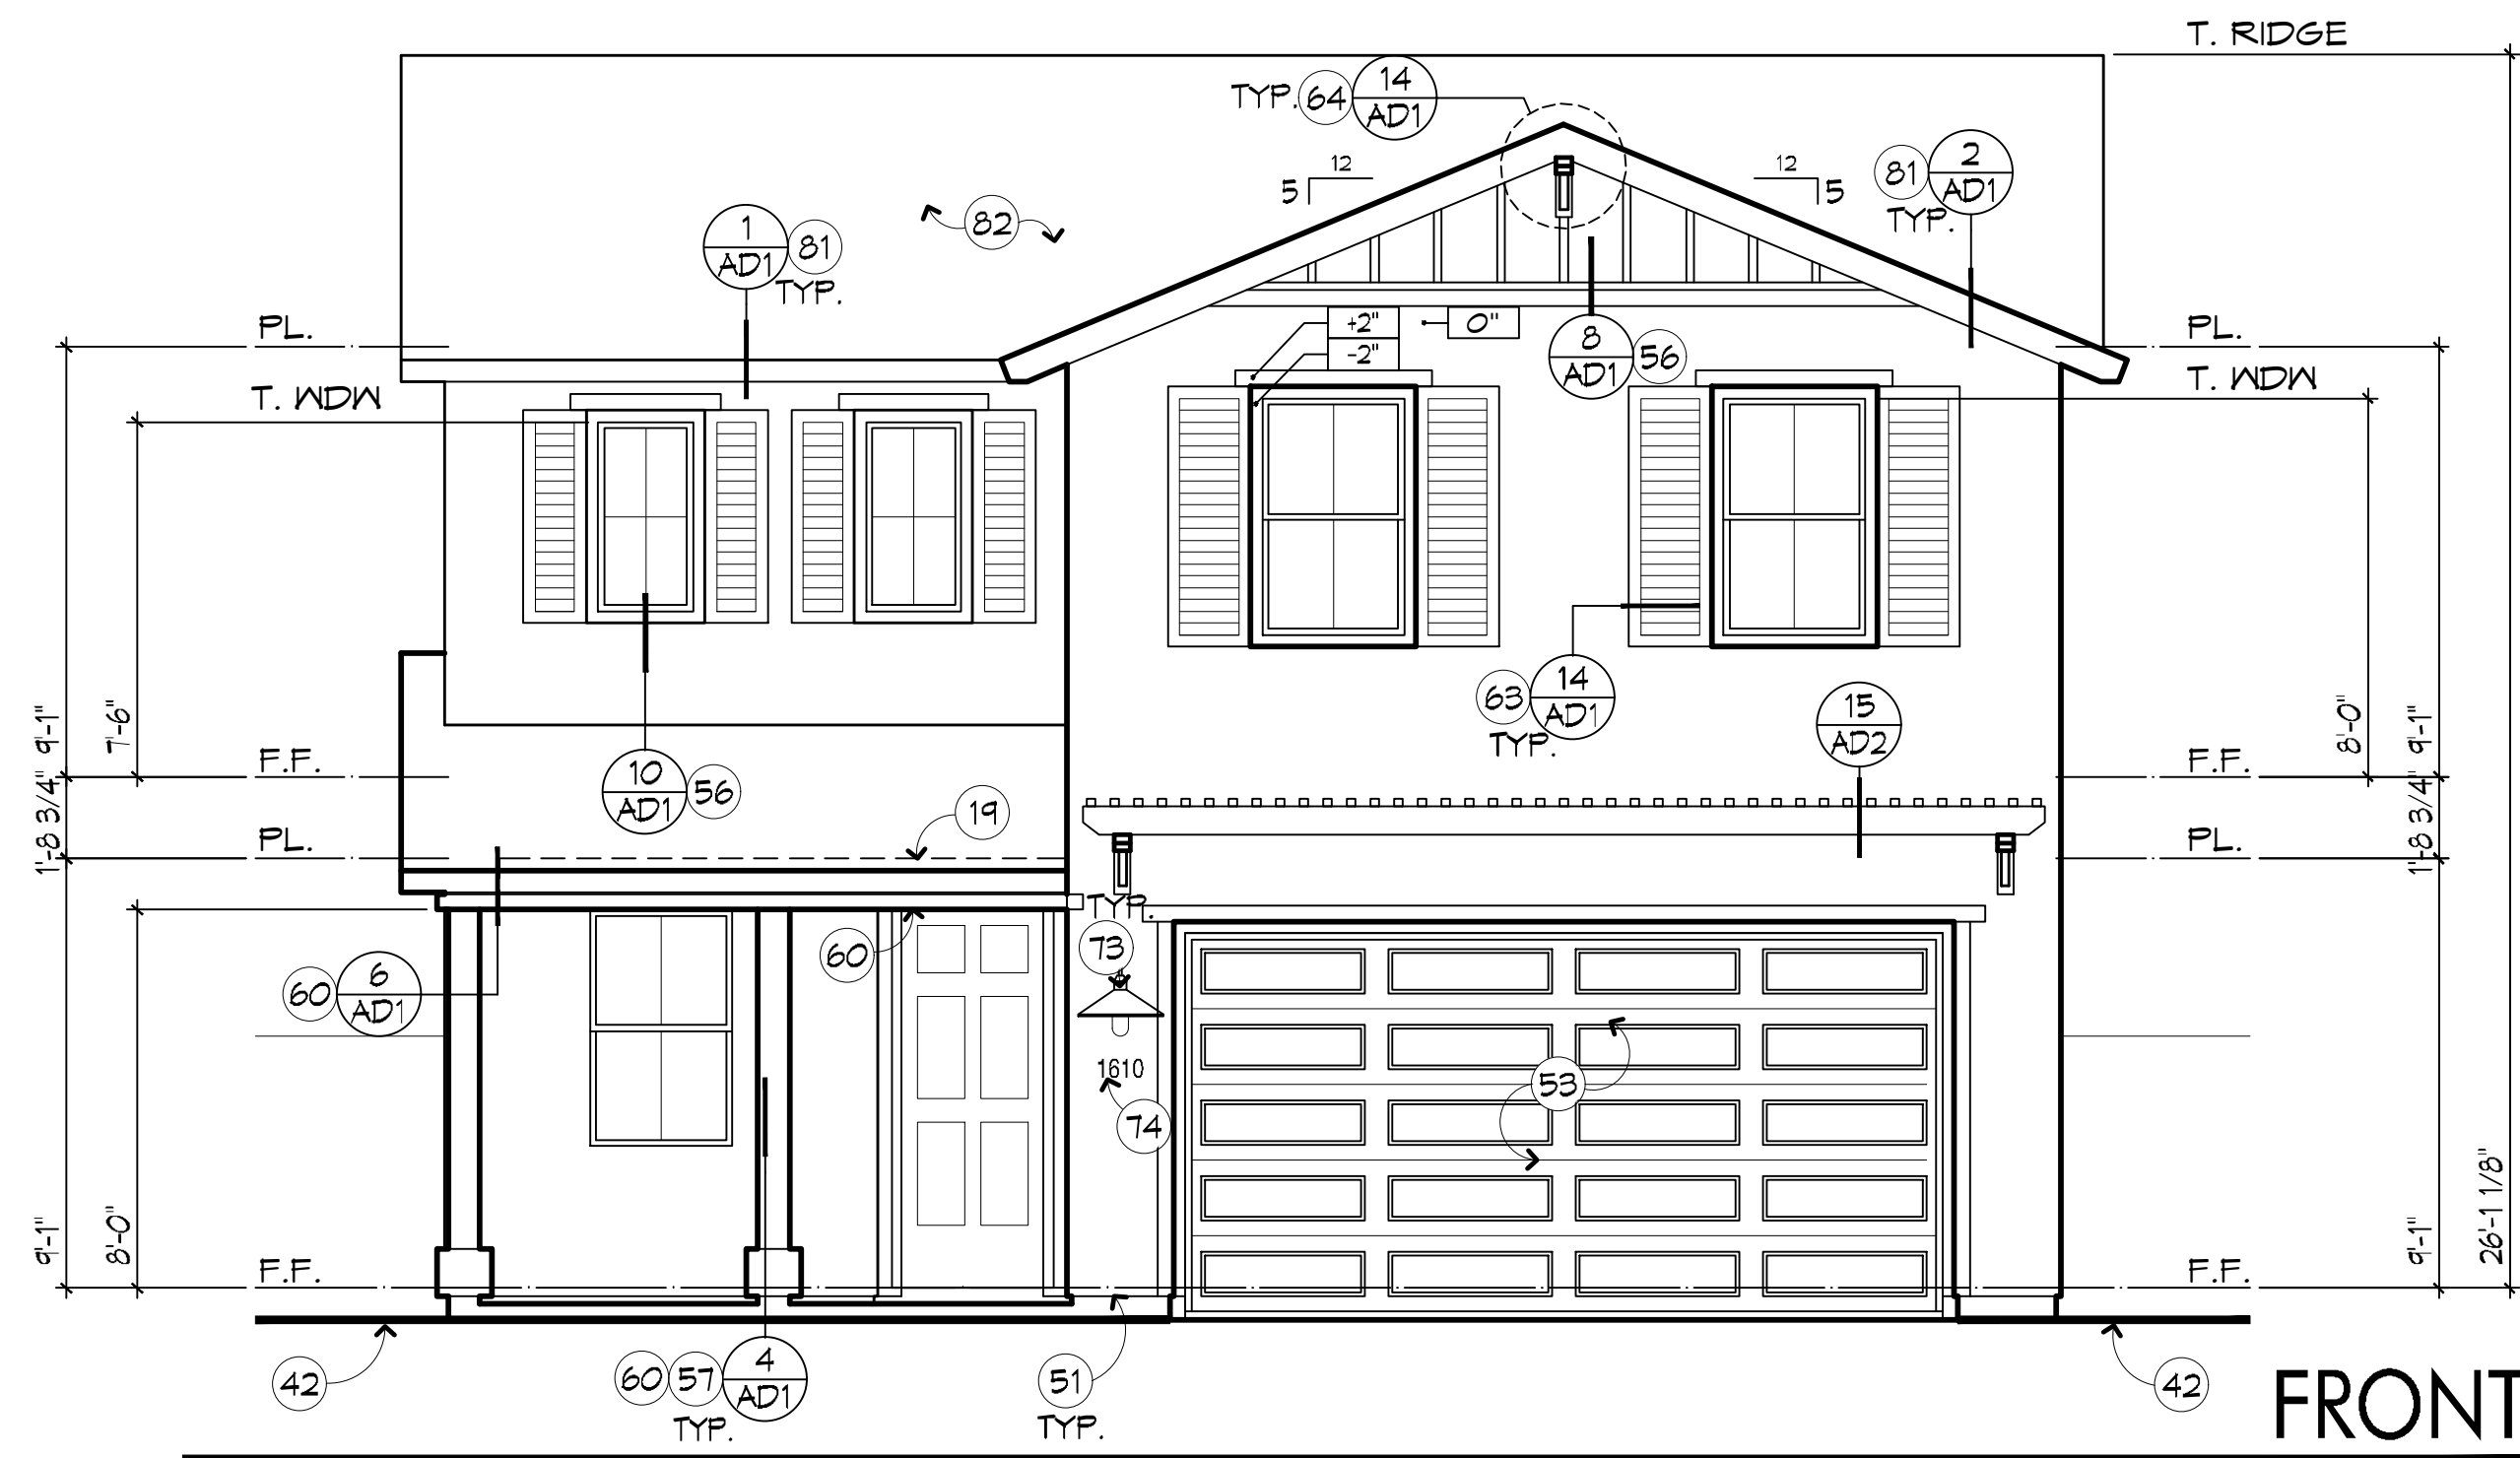 T. RIDGE
TYP. 64 14
AD1
12
5
12
5
81 2
AD1
TYP.
1 81
AD1
TYP.
82
PL.
PL.
+2" 0"
-2"
8 56
AD1
T. WDW
T. WDW
63 14
AD1
TYP.
15
AD2
9'-1"
7'-6"
8'-0"
9'-1"
F.F.
F.F.
10 56
AD1
19
1'-8 3/4"
1'-8 3/4"
PL.
PL.
TYP.
73
60
60 6
AD1
1610
74
53
9'-1"
8'-0"
9'-1"
26'-1 1/8"
F.F.
F.F.
42
60 57 4
AD1
TYP.
51
TYP.
42
FRONT